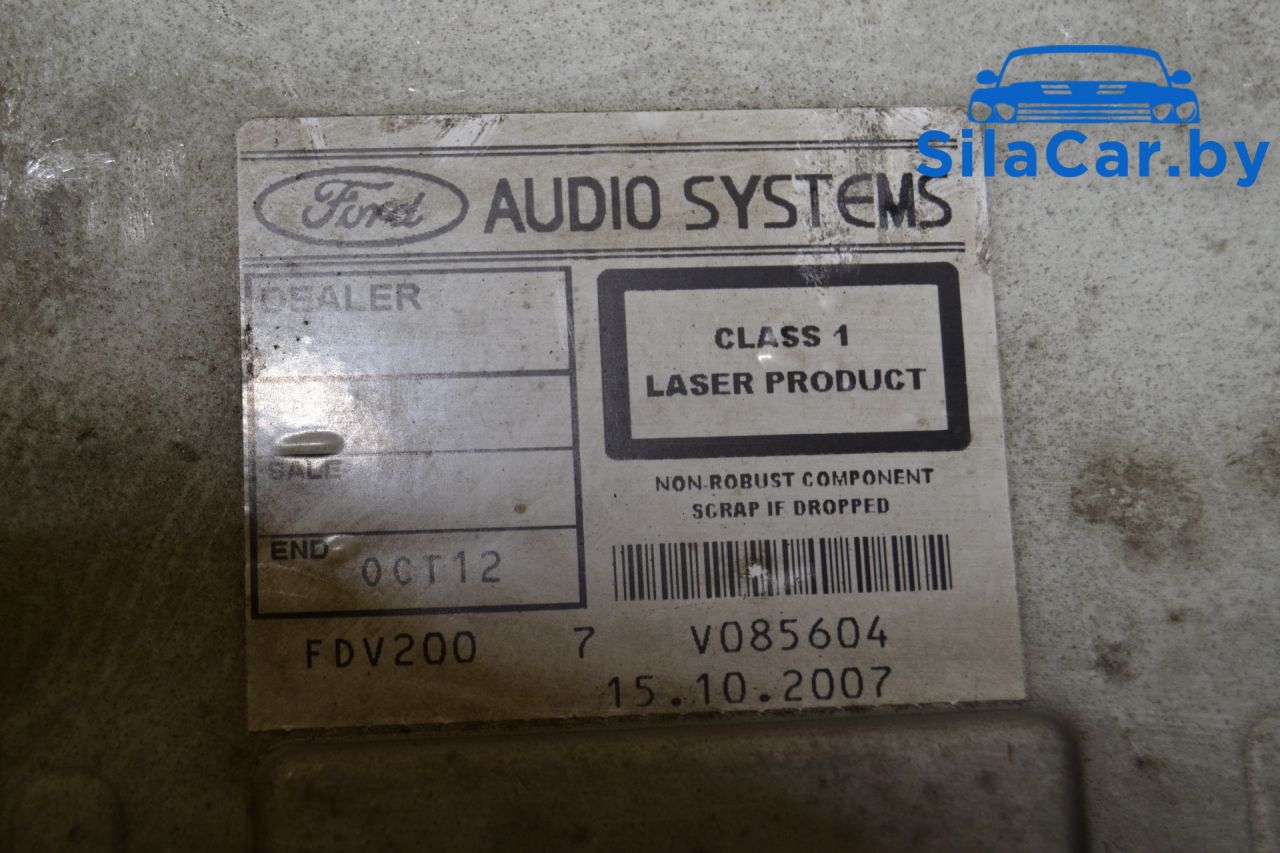 SilaCar.by
Ford AUDIO SYSTEMS
DEALER
CLASS 1
LASER PRODUCT
SALE
NON-ROBUST COMPONENT
SCRAP IF DROPPED
END OCT12
FDV200 7 V085604
15.10.2007